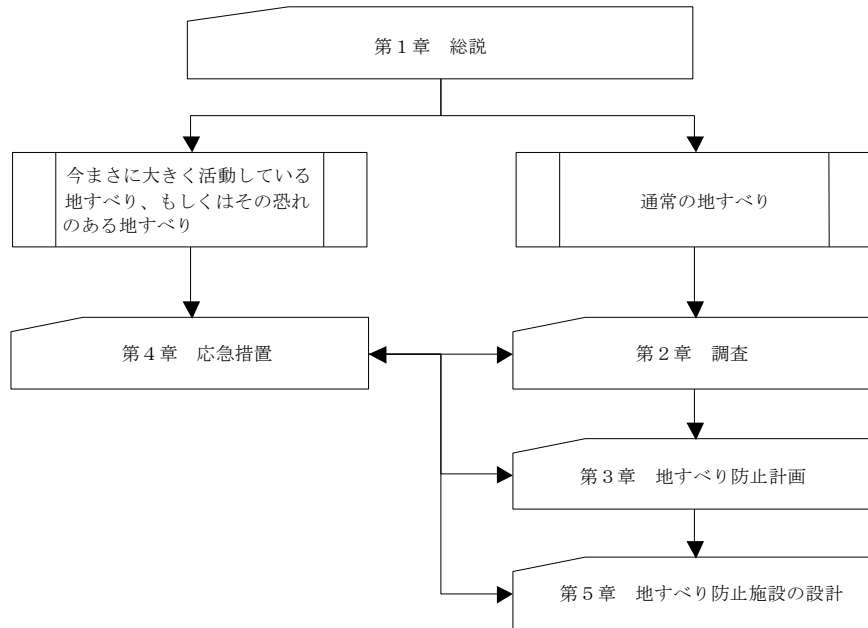 第１章　総説
今まさに大きく活動している
地すべり、もしくはその恐れ
のある地すべり
通常の地すべり
第４章　応急措置
第２章　調査
第３章　地すべり防止計画
第５章　地すべり防止施設の設計